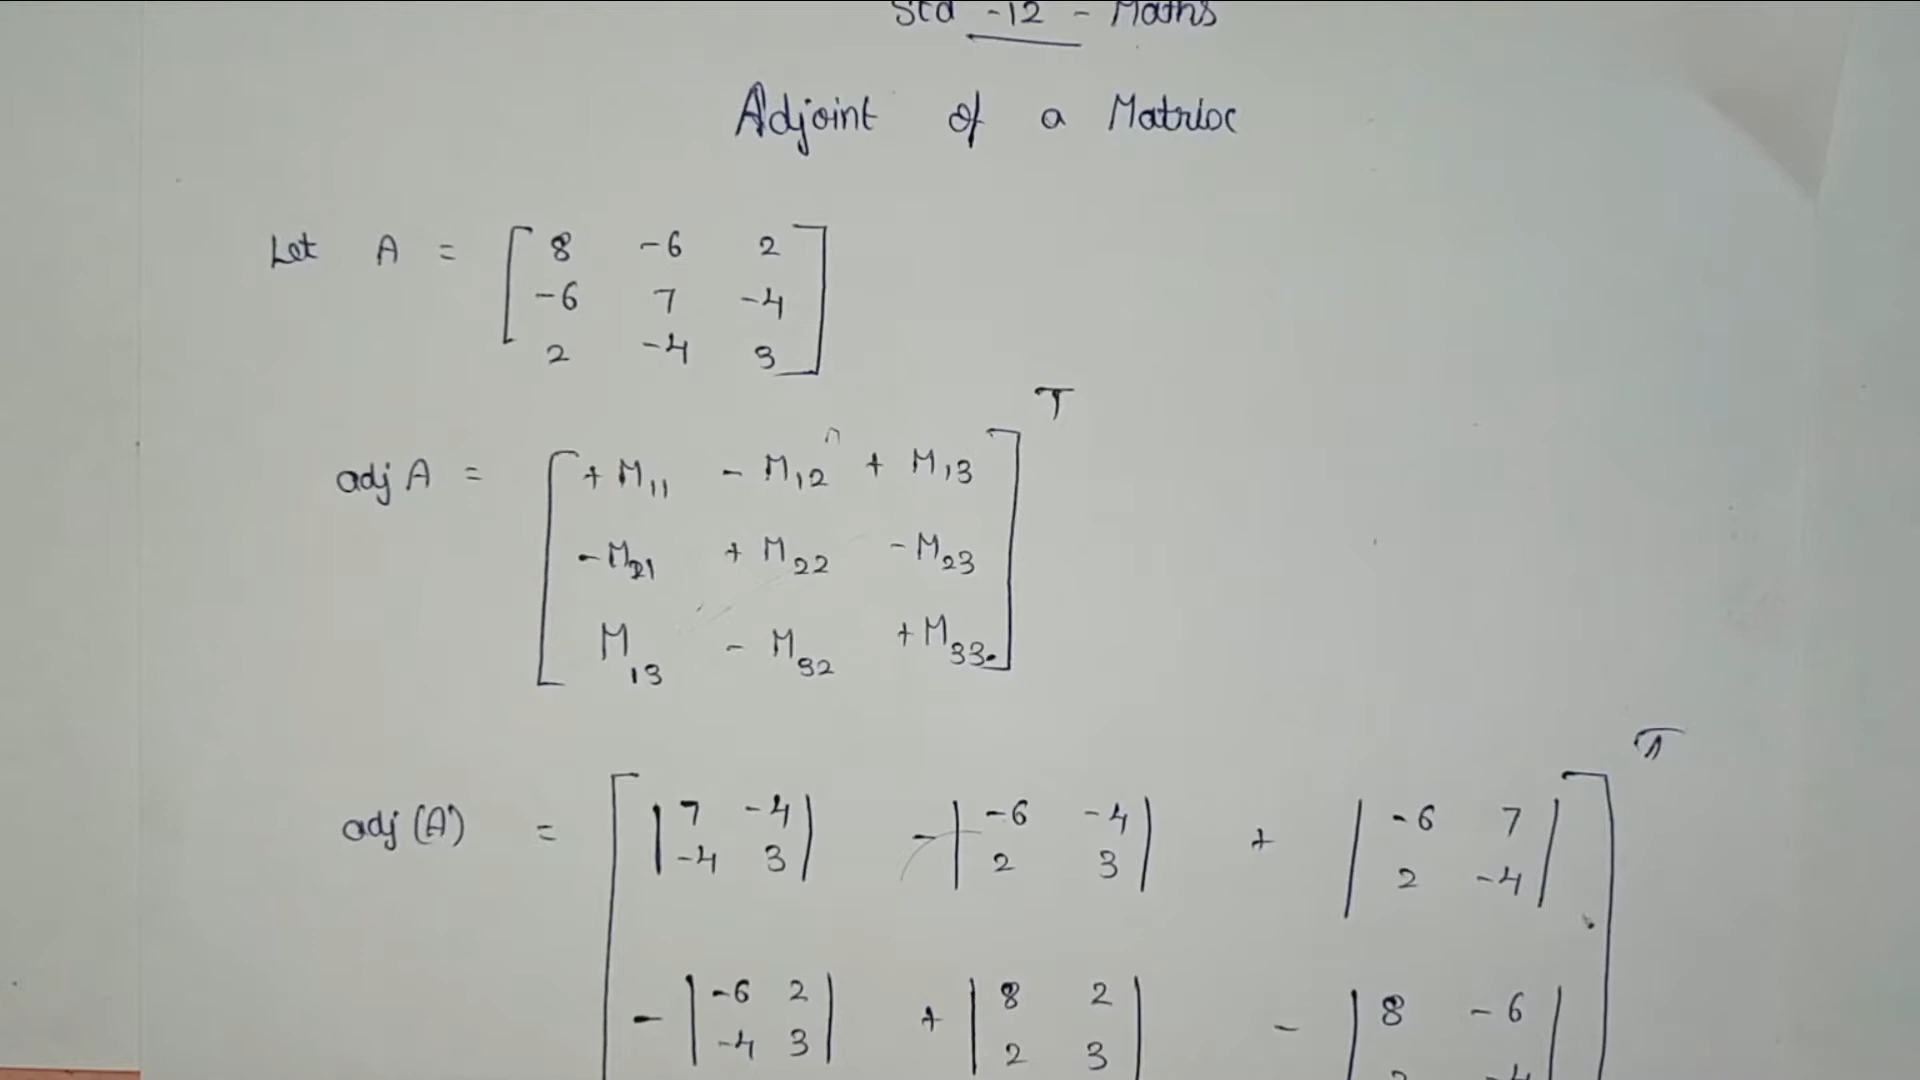 Std - 12 - Maths
Adjoint of a Matrix
Let A = [ 8 -6 2
-6 7 -4
2 -4 3 ]
adj A = [ + M11 - M12 + M13
- M21 + M22 - M23
M13 - M32 + M33 ] T
adj (A) = [ | 7 -4 | - | -6 -4 | + | -6 7 | ] T
| -4 3 | | 2 3 | | 2 -4 |
- | -6 2 | + | 8 2 | - | 8 -6 |
| -4 3 | | 2 3 | | 2 -4 |